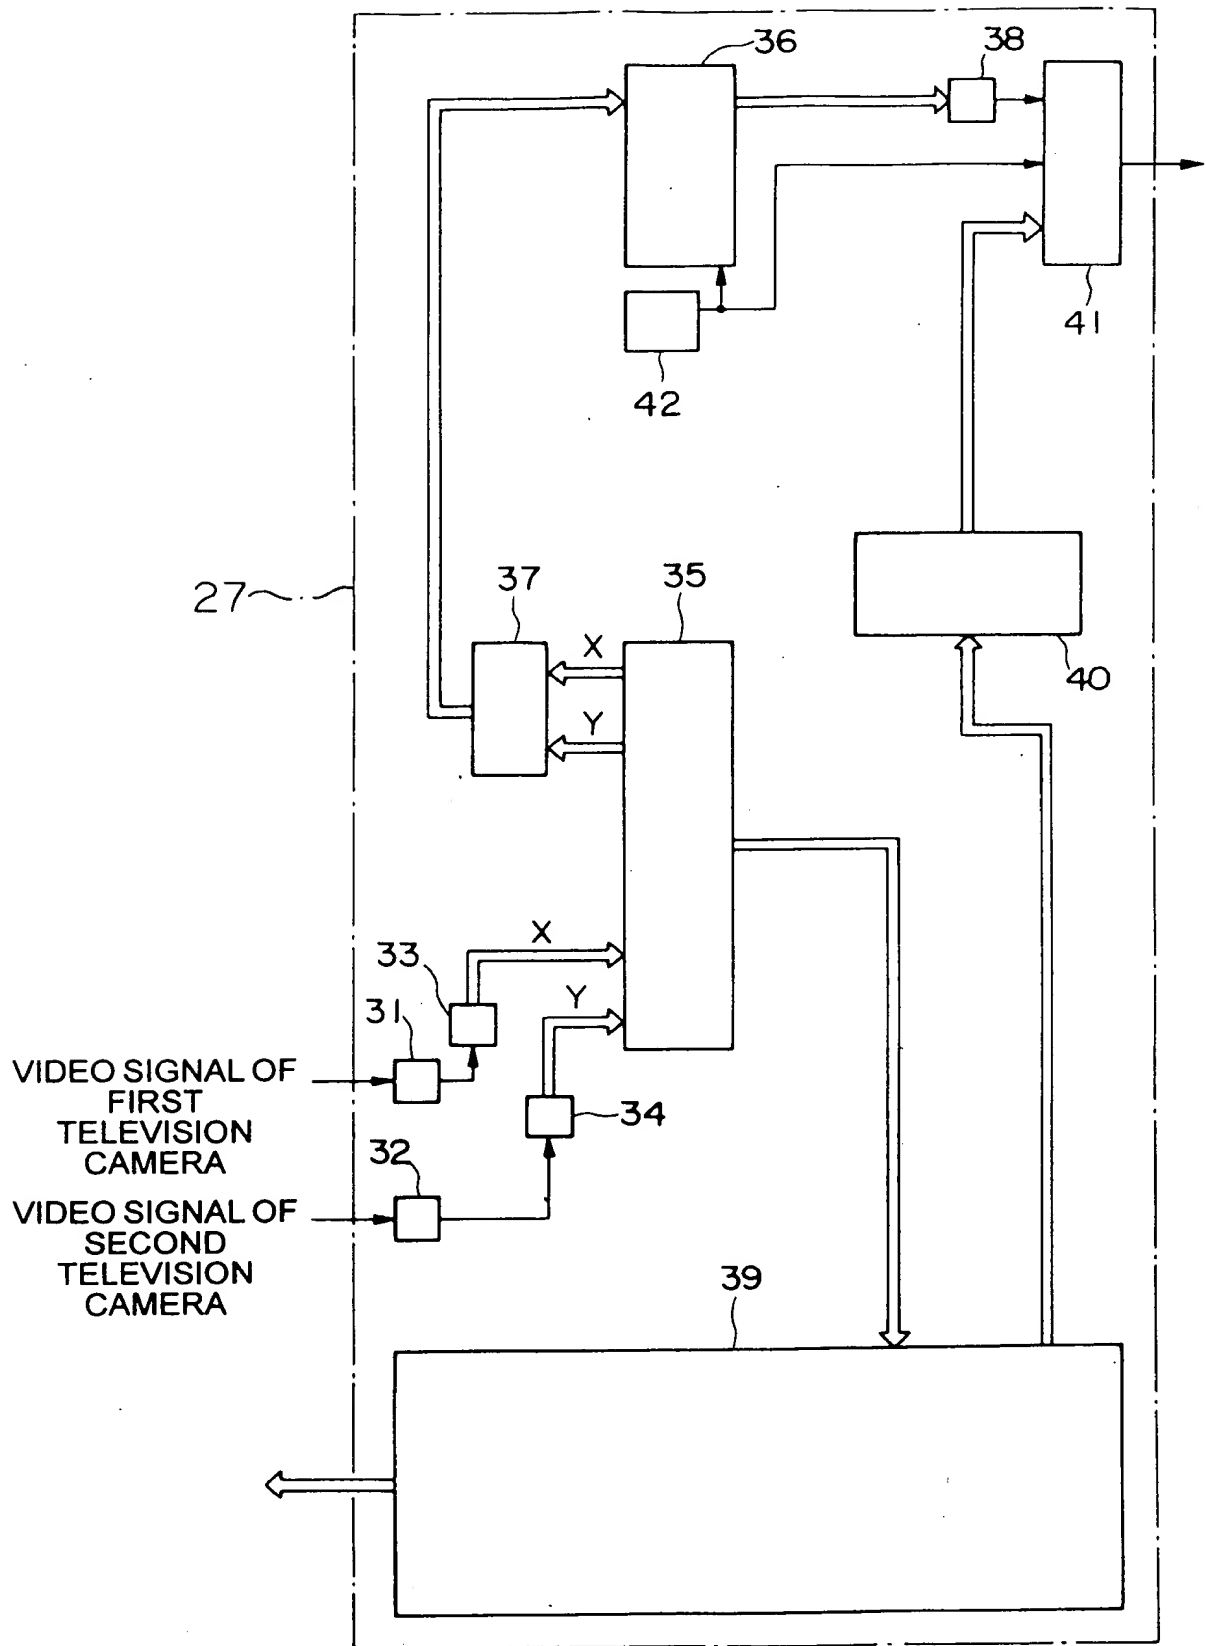 36
38
41
42
27
37
35
X
Y
40
33
X
31
Y
VIDEO SIGNAL OF
FIRST
TELEVISION
CAMERA
34
32
VIDEO SIGNAL OF
SECOND
TELEVISION
CAMERA
39